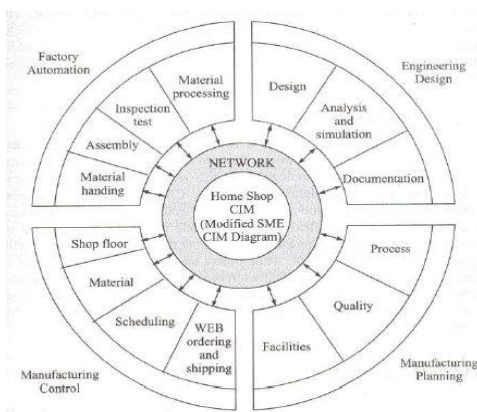 Factory
Automation
Material
processing
Inspection
test
Assembly
Material
handing
Engineering
Design
Design
Analysis
and
simulation
Documentation
NETWORK
Home Shop
CIM
(Modified SME
CIM Diagram)
Shop floor
Material
Scheduling
WEB
ordering
and
shipping
Manufacturing
Control
Process
Quality
Facilities
Manufacturing
Planning